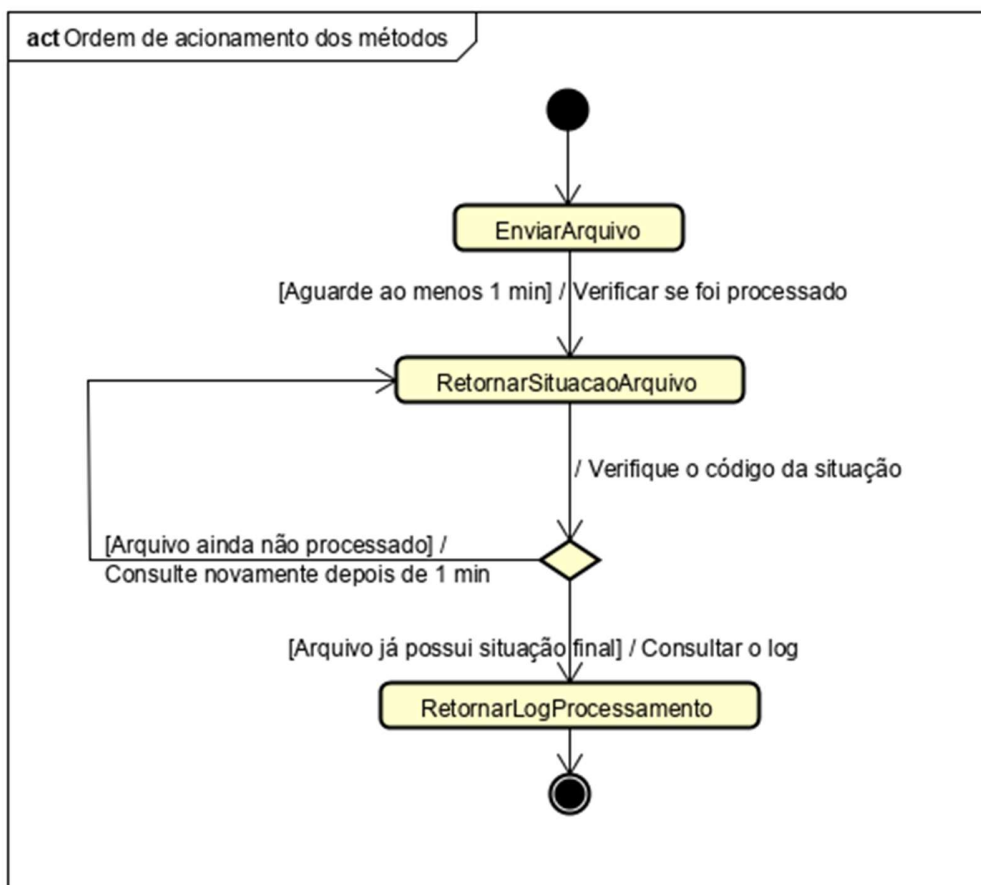 act Ordem de acionamento dos métodos
EnviarArquivo
[Aguarde ao menos 1 min] / Verificar se foi processado
RetornarSituacaoArquivo
/ Verifique o código da situação
[Arquivo ainda não processado] /
Consulte novamente depois de 1 min
[Arquivo já possui situação final] / Consultar o log
RetornarLogProcessamento